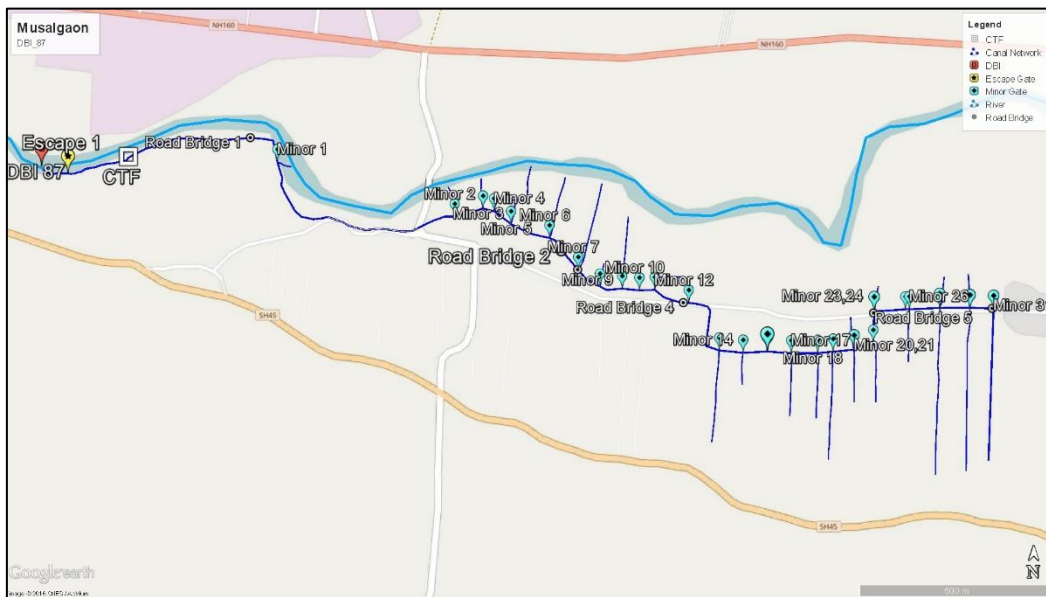 Musalgaon
DBI_87
NH160
NH160
Legend
CTF
Canal Network
DBI
Escape Gate
Minor Gate
River
Road Bridge
Escape 1
DBI 87
CTF
Road Bridge 1
Minor 1
Minor 2
Minor 4
Minor 3
Minor 6
Minor 5
Road Bridge 2
Minor 7
Minor 10
Minor 9
Minor 12
Road Bridge 4
Minor 23,24
Minor 26
Minor 31
Road Bridge 5
Minor 14
Minor 17
Minor 20,21
Minor 18
SH45
SH45
Google earth
N
500 m